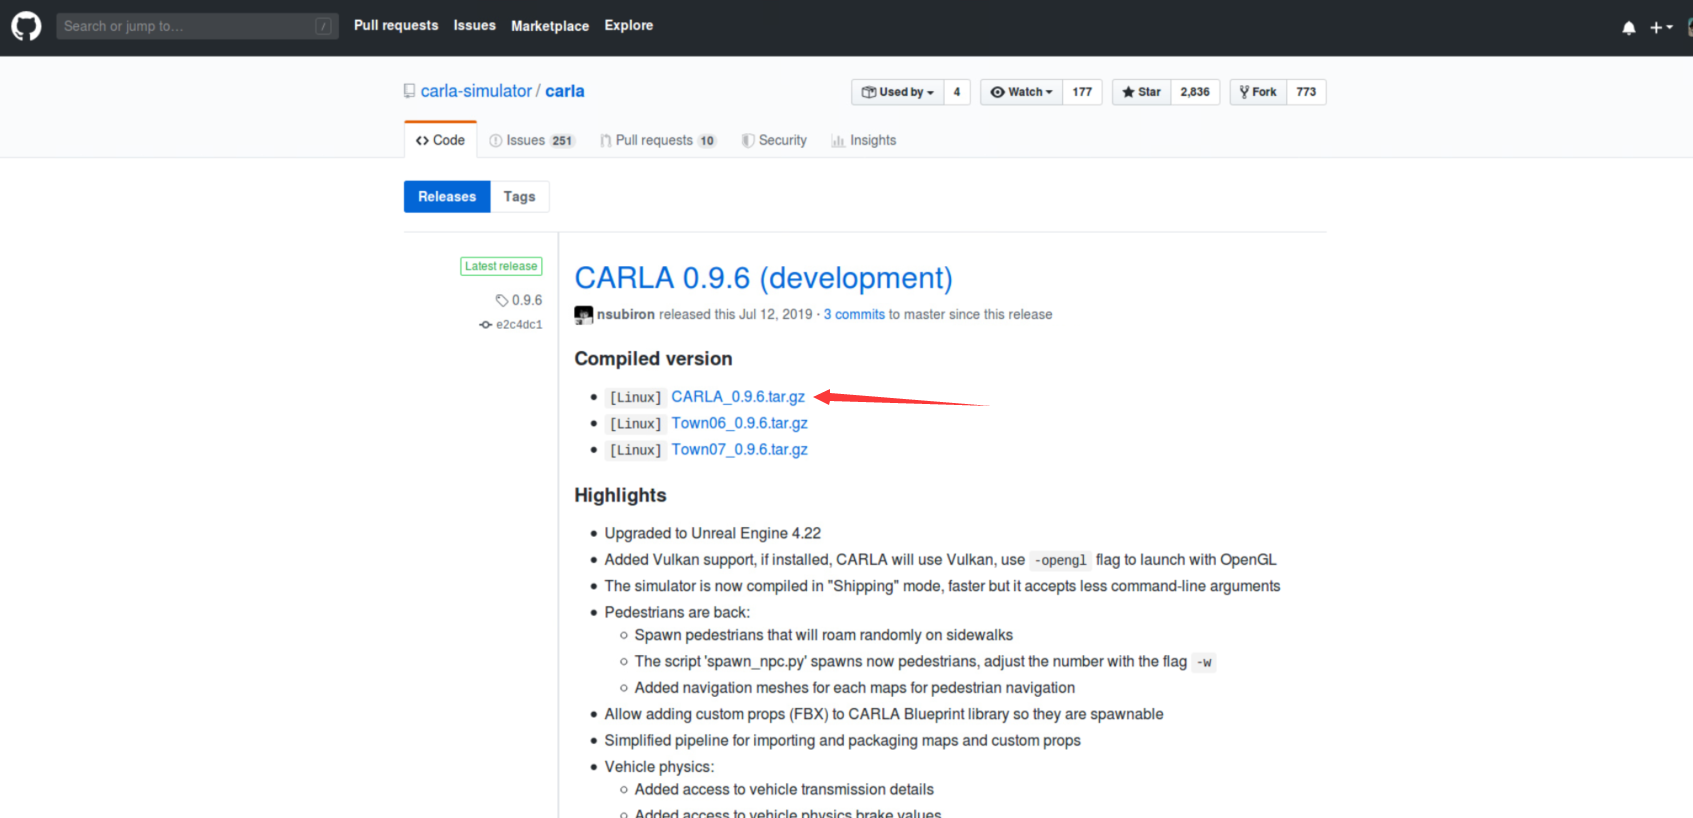 Search or jump to… / Pull requests Issues Marketplace Explore
carla-simulator / carla Used by 4 Watch 177 Star 2,836 Fork 773
Code Issues 251 Pull requests 10 Security Insights
Releases Tags
Latest release
0.9.6
e2c4dc1
CARLA 0.9.6 (development)
nsubiron released this Jul 12, 2019 · 3 commits to master since this release
Compiled version
[Linux] CARLA_0.9.6.tar.gz
[Linux] Town06_0.9.6.tar.gz
[Linux] Town07_0.9.6.tar.gz
Highlights
Upgraded to Unreal Engine 4.22
Added Vulkan support, if installed, CARLA will use Vulkan, use -opengl flag to launch with OpenGL
The simulator is now compiled in "Shipping" mode, faster but it accepts less command-line arguments
Pedestrians are back:
Spawn pedestrians that will roam randomly on sidewalks
The script 'spawn_npc.py' spawns now pedestrians, adjust the number with the flag -w
Added navigation meshes for each maps for pedestrian navigation
Allow adding custom props (FBX) to CARLA Blueprint library so they are spawnable
Simplified pipeline for importing and packaging maps and custom props
Vehicle physics:
Added access to vehicle transmission details
Added access to vehicle physics brake values